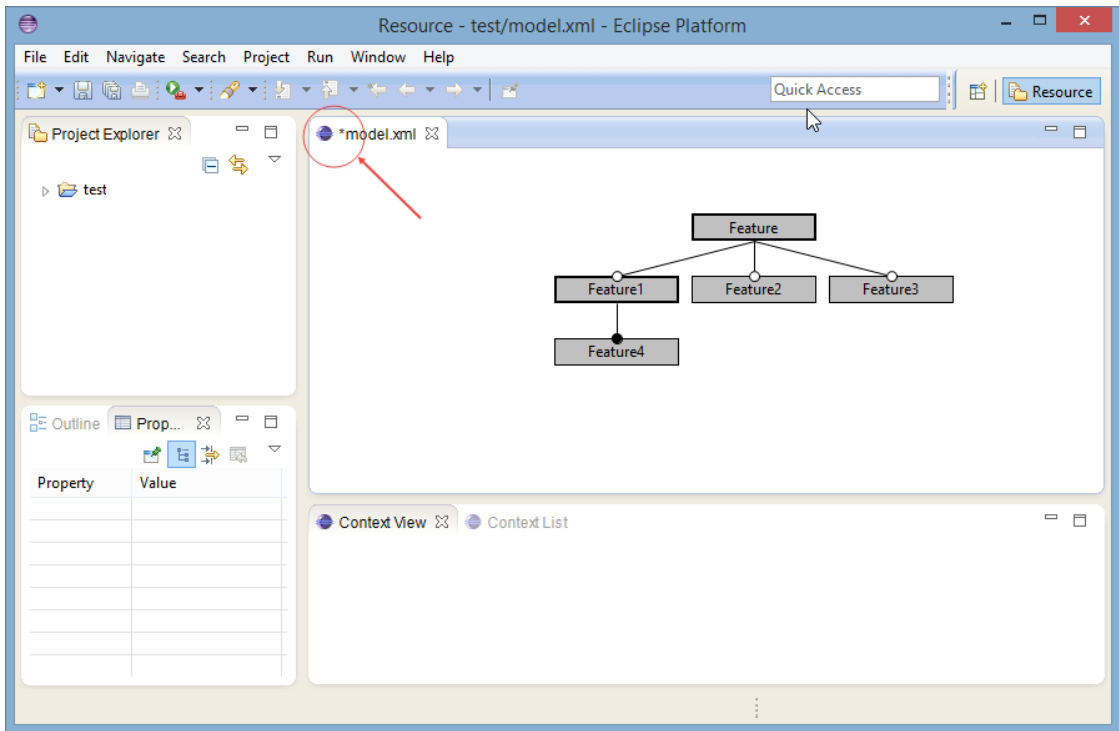 Resource - test/model.xml - Eclipse Platform
File Edit Navigate Search Project Run Window Help
Quick Access
Resource
Project Explorer
*model.xml
test
Feature
Feature1 Feature2 Feature3
Feature4
Outline Prop...
Property Value
Context View Context List